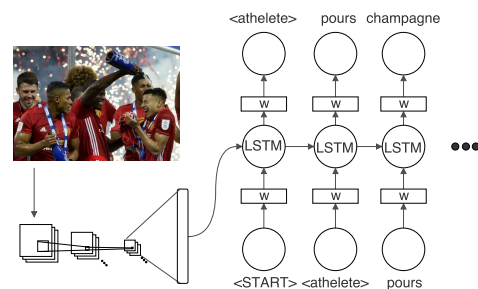 <athelete> pours champagne
W W W
LSTM LSTM LSTM
W W W
<START> <athelete> pours